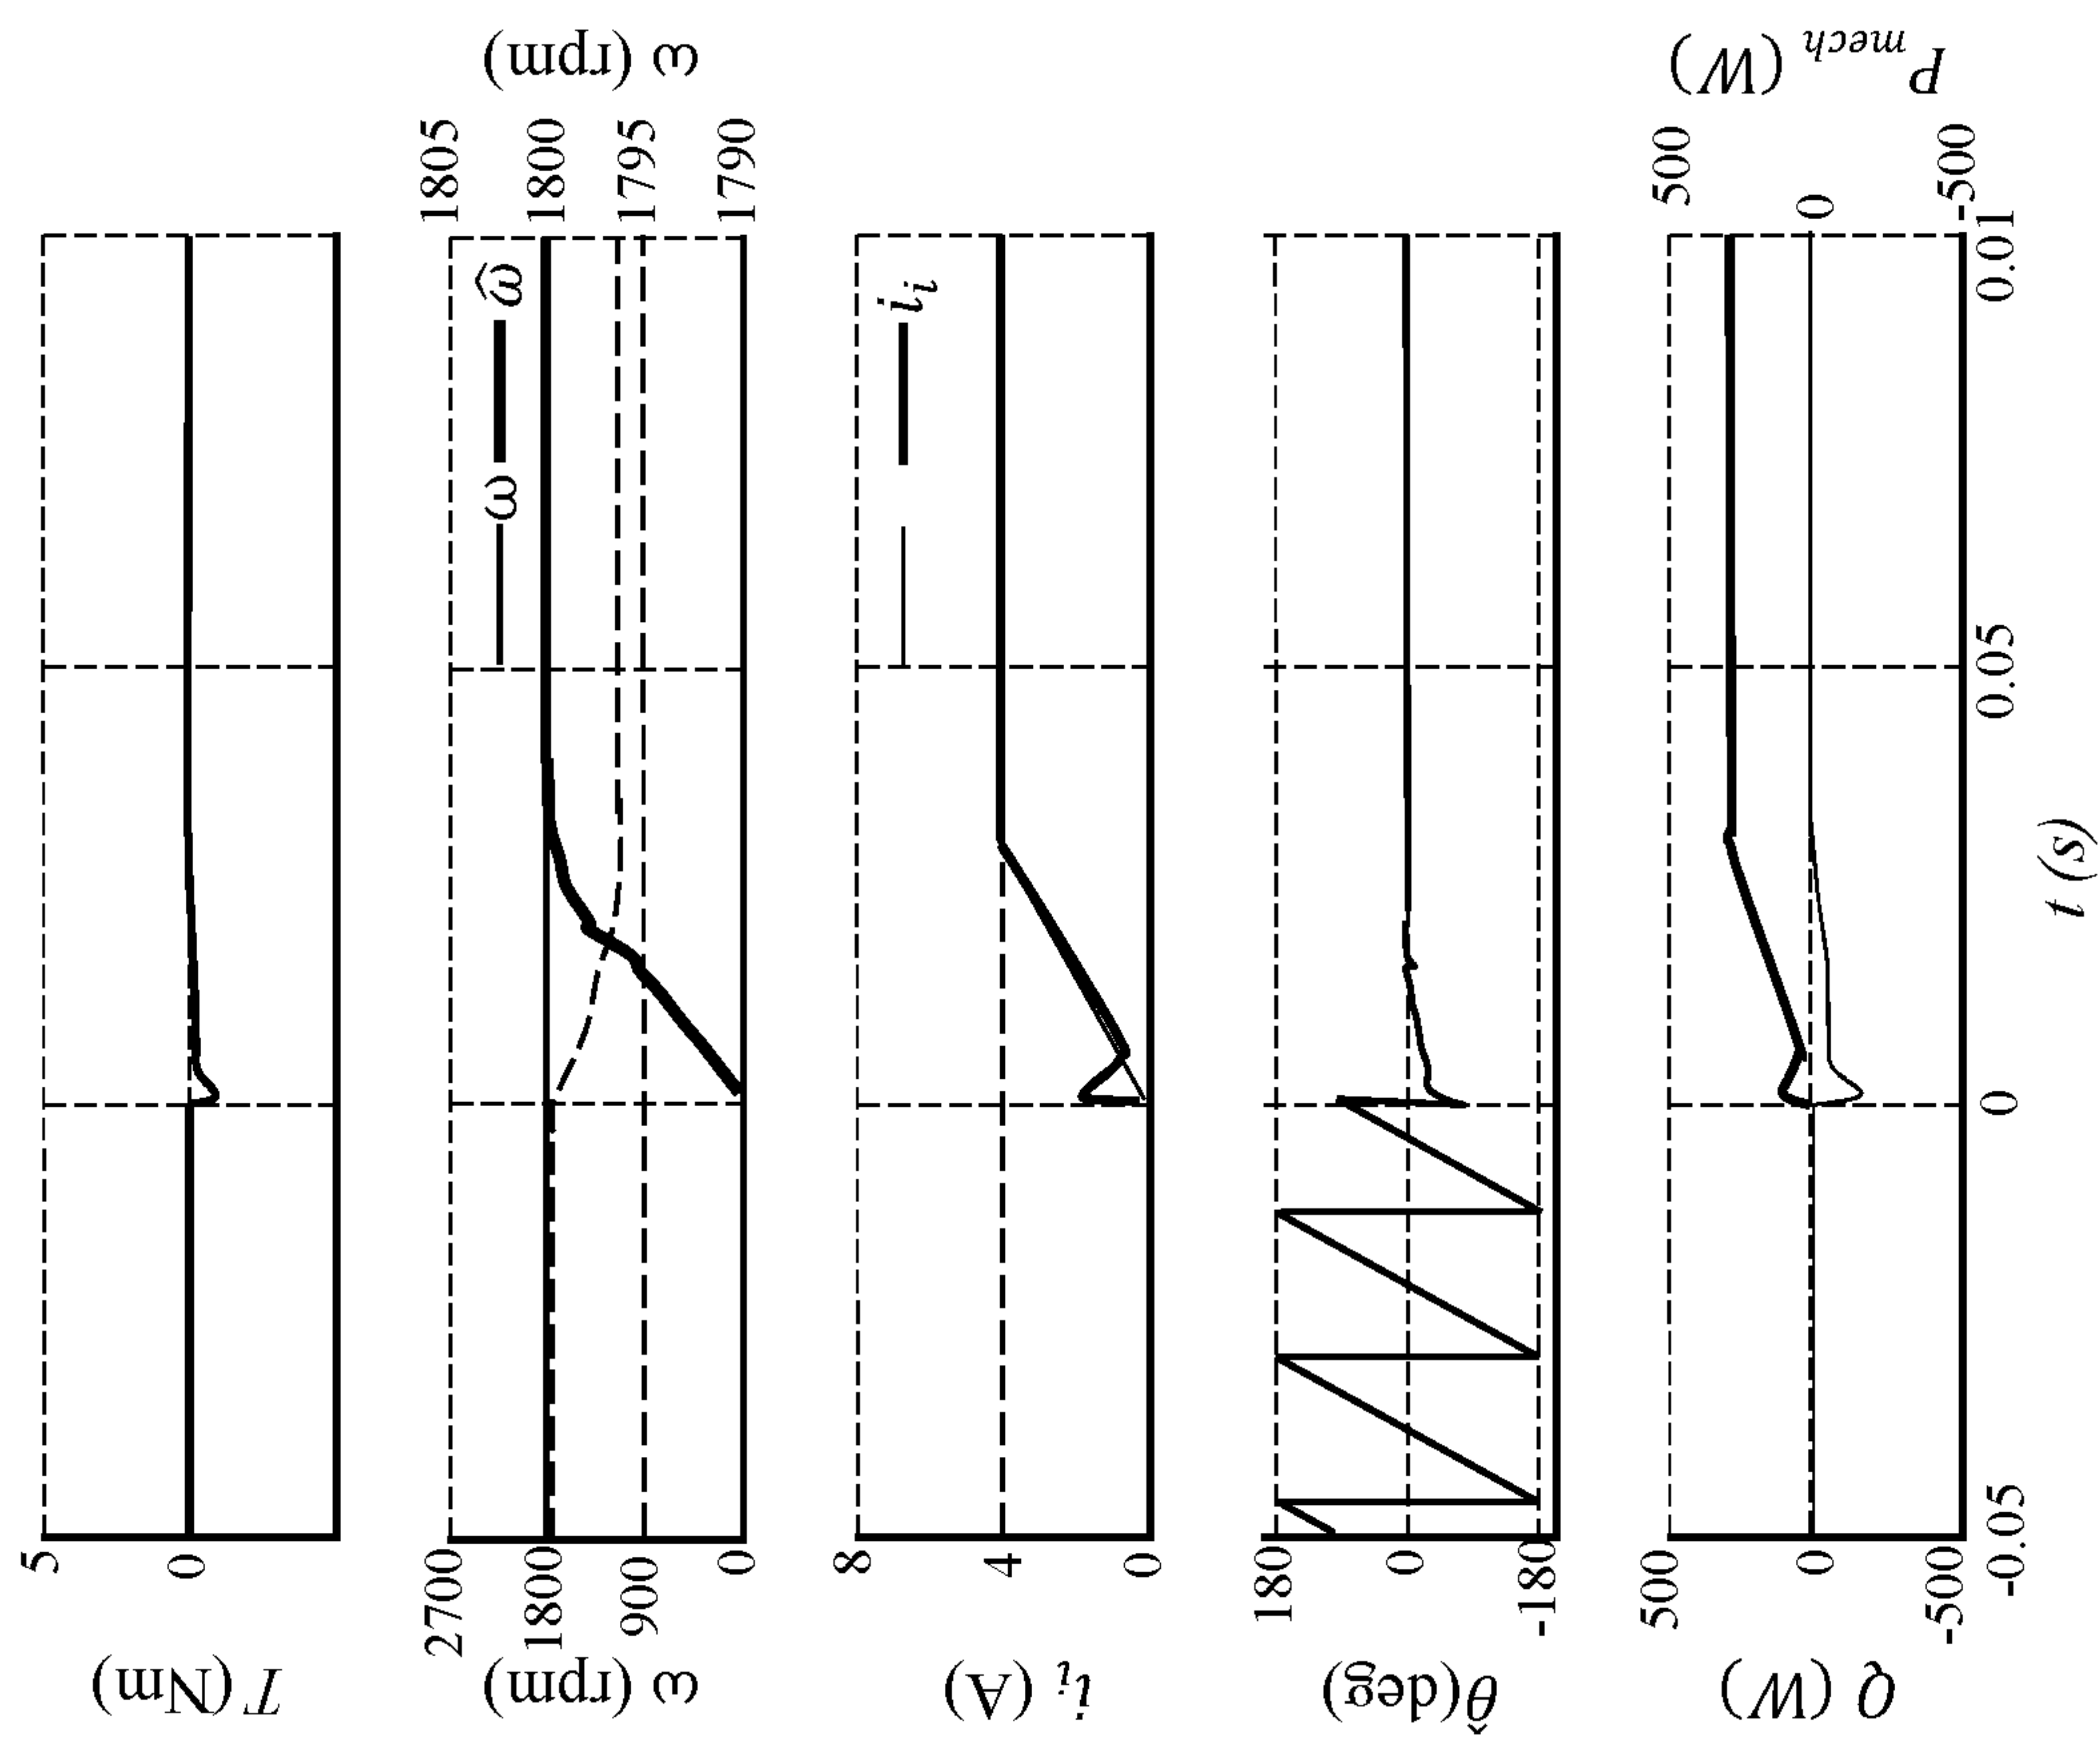 T(Nm)
5
0
ω (rpm)
2700
1800
900
0
ω
ω̂
1805
1800
1795
1790
ω (rpm)
i_i (A)
8
4
0
i_i
θ̂(deg)
180
0
-180
Q (W)
500
0
-500
500
0
-500
P_mech (W)
-0.05
0
0.05
0.01
t (s)